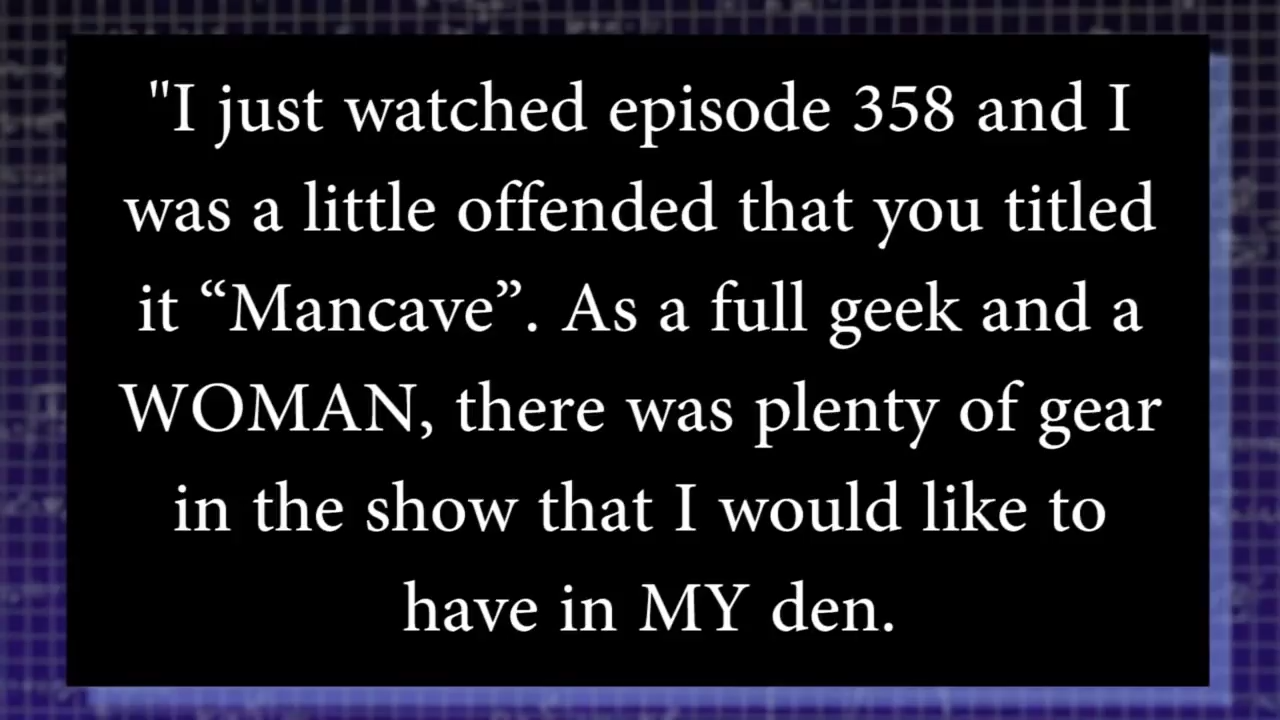 "I just watched episode 358 and I
was a little offended that you titled
it “Mancave”. As a full geek and a
WOMAN, there was plenty of gear
in the show that I would like to
have in MY den.